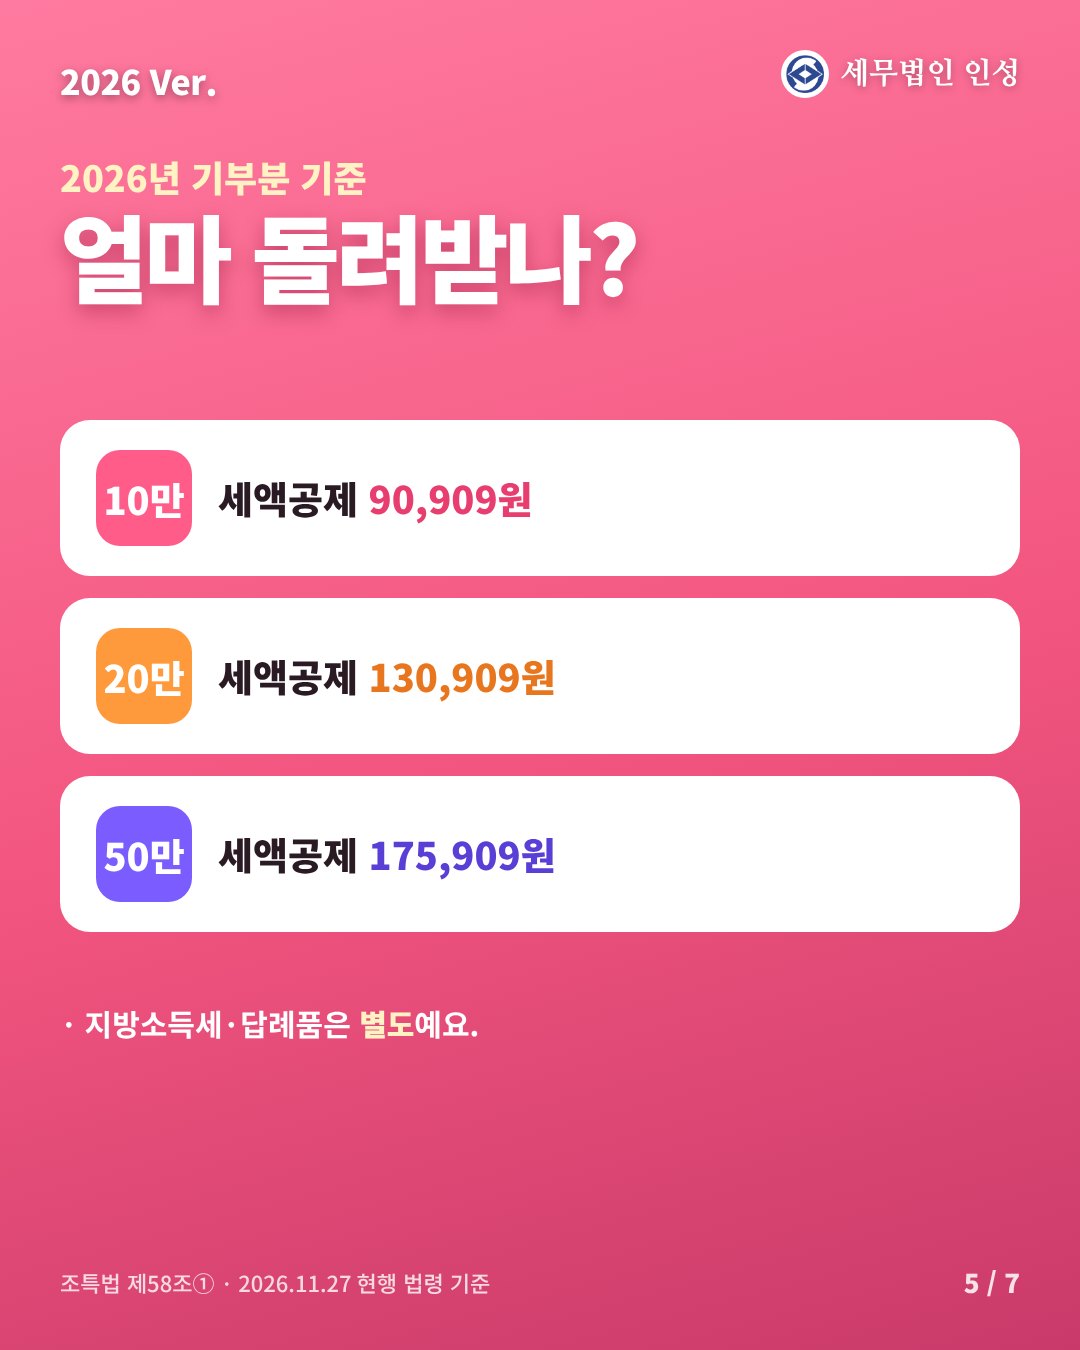 2026 Ver.
세무법인 인성
2026년 기부분 기준
얼마 돌려받나?
10만 세액공제 90,909원
20만 세액공제 130,909원
50만 세액공제 175,909원
· 지방소득세·답례품은 별도예요.
조특법 제58조① · 2026.11.27 현행 법령 기준
5 / 7